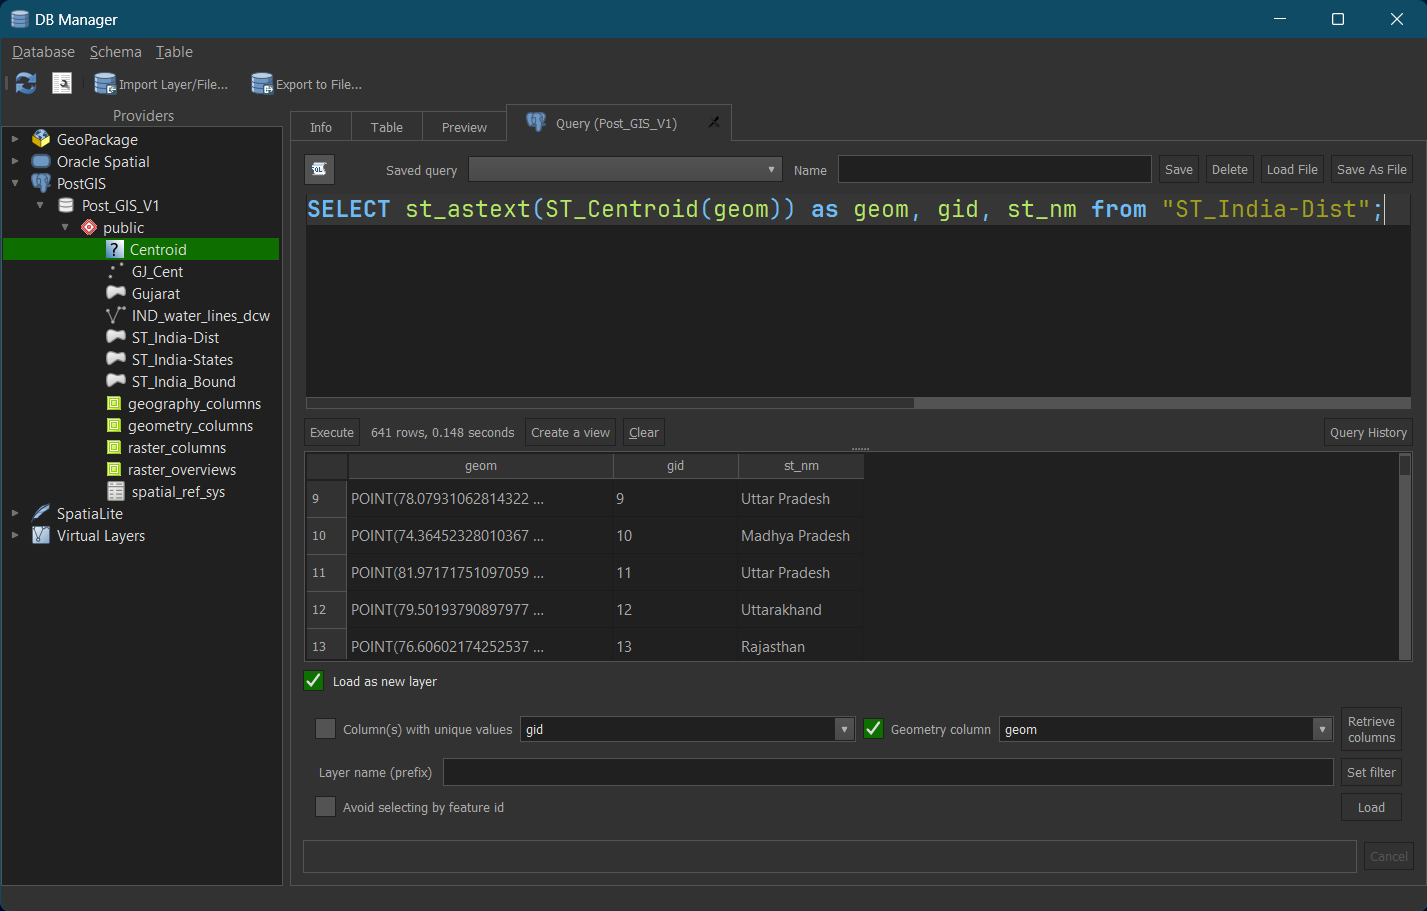 DB Manager
Database Schema Table
Import Layer/File... Export to File...
Providers
GeoPackage
Oracle Spatial
PostGIS
Post_GIS_V1
public
Centroid
GJ_Cent
Gujarat
IND_water_lines_dcw
ST_India-Dist
ST_India-States
ST_India_Bound
geography_columns
geometry_columns
raster_columns
raster_overviews
spatial_ref_sys
SpatiaLite
Virtual Layers
Info Table Preview Query (Post_GIS_V1)
SQL Saved query Name Save Delete Load File Save As File
SELECT st_astext(ST_Centroid(geom)) as geom, gid, st_nm from "ST_India-Dist";
Execute 641 rows, 0.148 seconds Create a view Clear Query History
geom gid st_nm
9 POINT(78.07931062814322 ... 9 Uttar Pradesh
10 POINT(74.36452328010367 ... 10 Madhya Pradesh
11 POINT(81.97171751097059 ... 11 Uttar Pradesh
12 POINT(79.50193790897977 ... 12 Uttarakhand
13 POINT(76.60602174252537 ... 13 Rajasthan
Load as new layer
Column(s) with unique values gid Geometry column geom Retrieve columns
Layer name (prefix) Set filter
Avoid selecting by feature id Load
Cancel